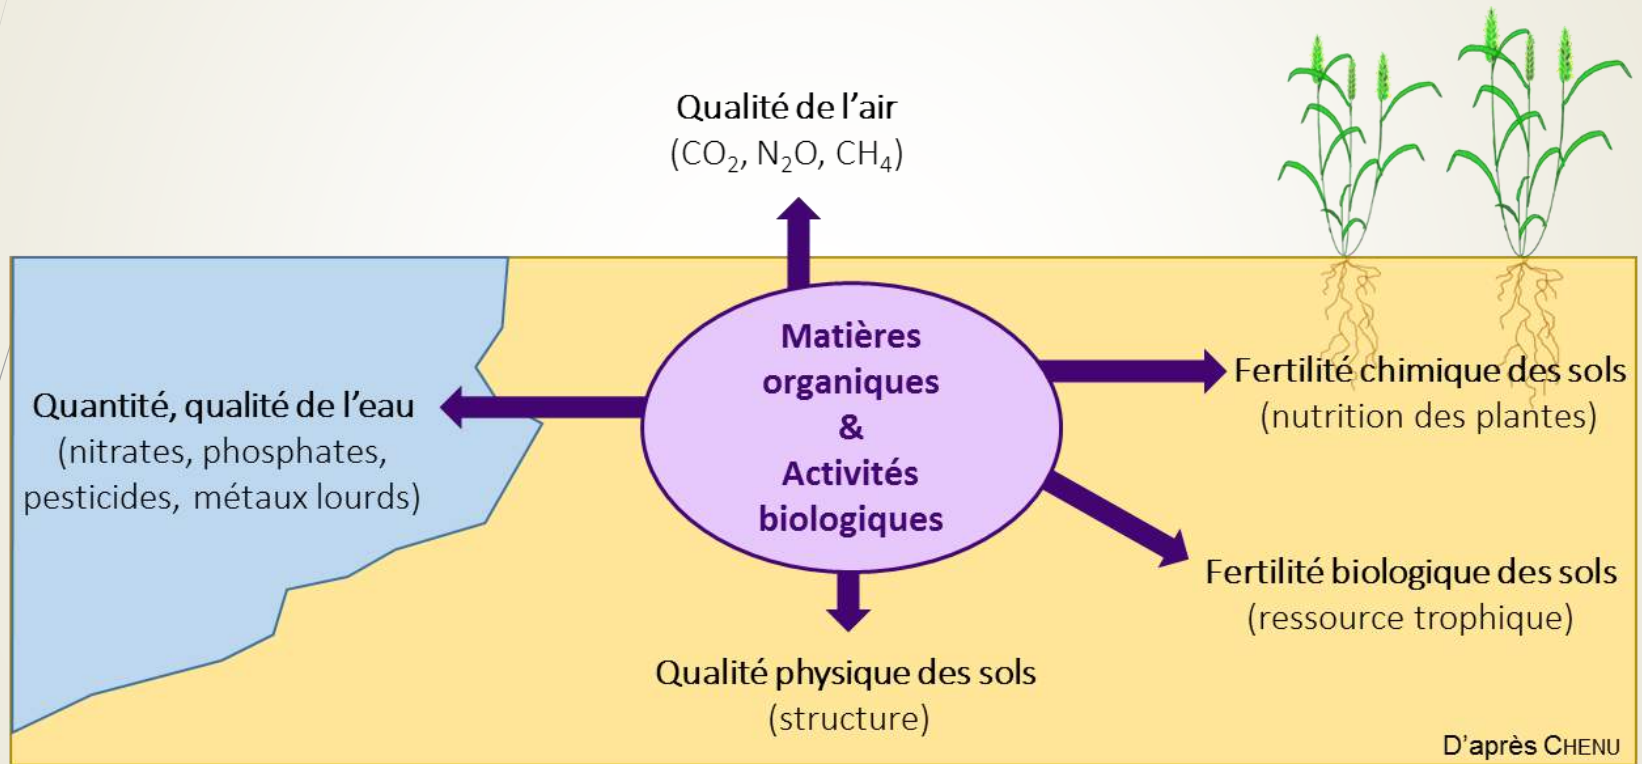 Qualité de l'air
(CO₂, N₂O, CH₄)
Matières
organiques
&
Activités
biologiques
Quantité, qualité de l'eau
(nitrates, phosphates,
pesticides, métaux lourds)
Fertilité chimique des sols
(nutrition des plantes)
Fertilité biologique des sols
(ressource trophique)
Qualité physique des sols
(structure)
D'après CHENU